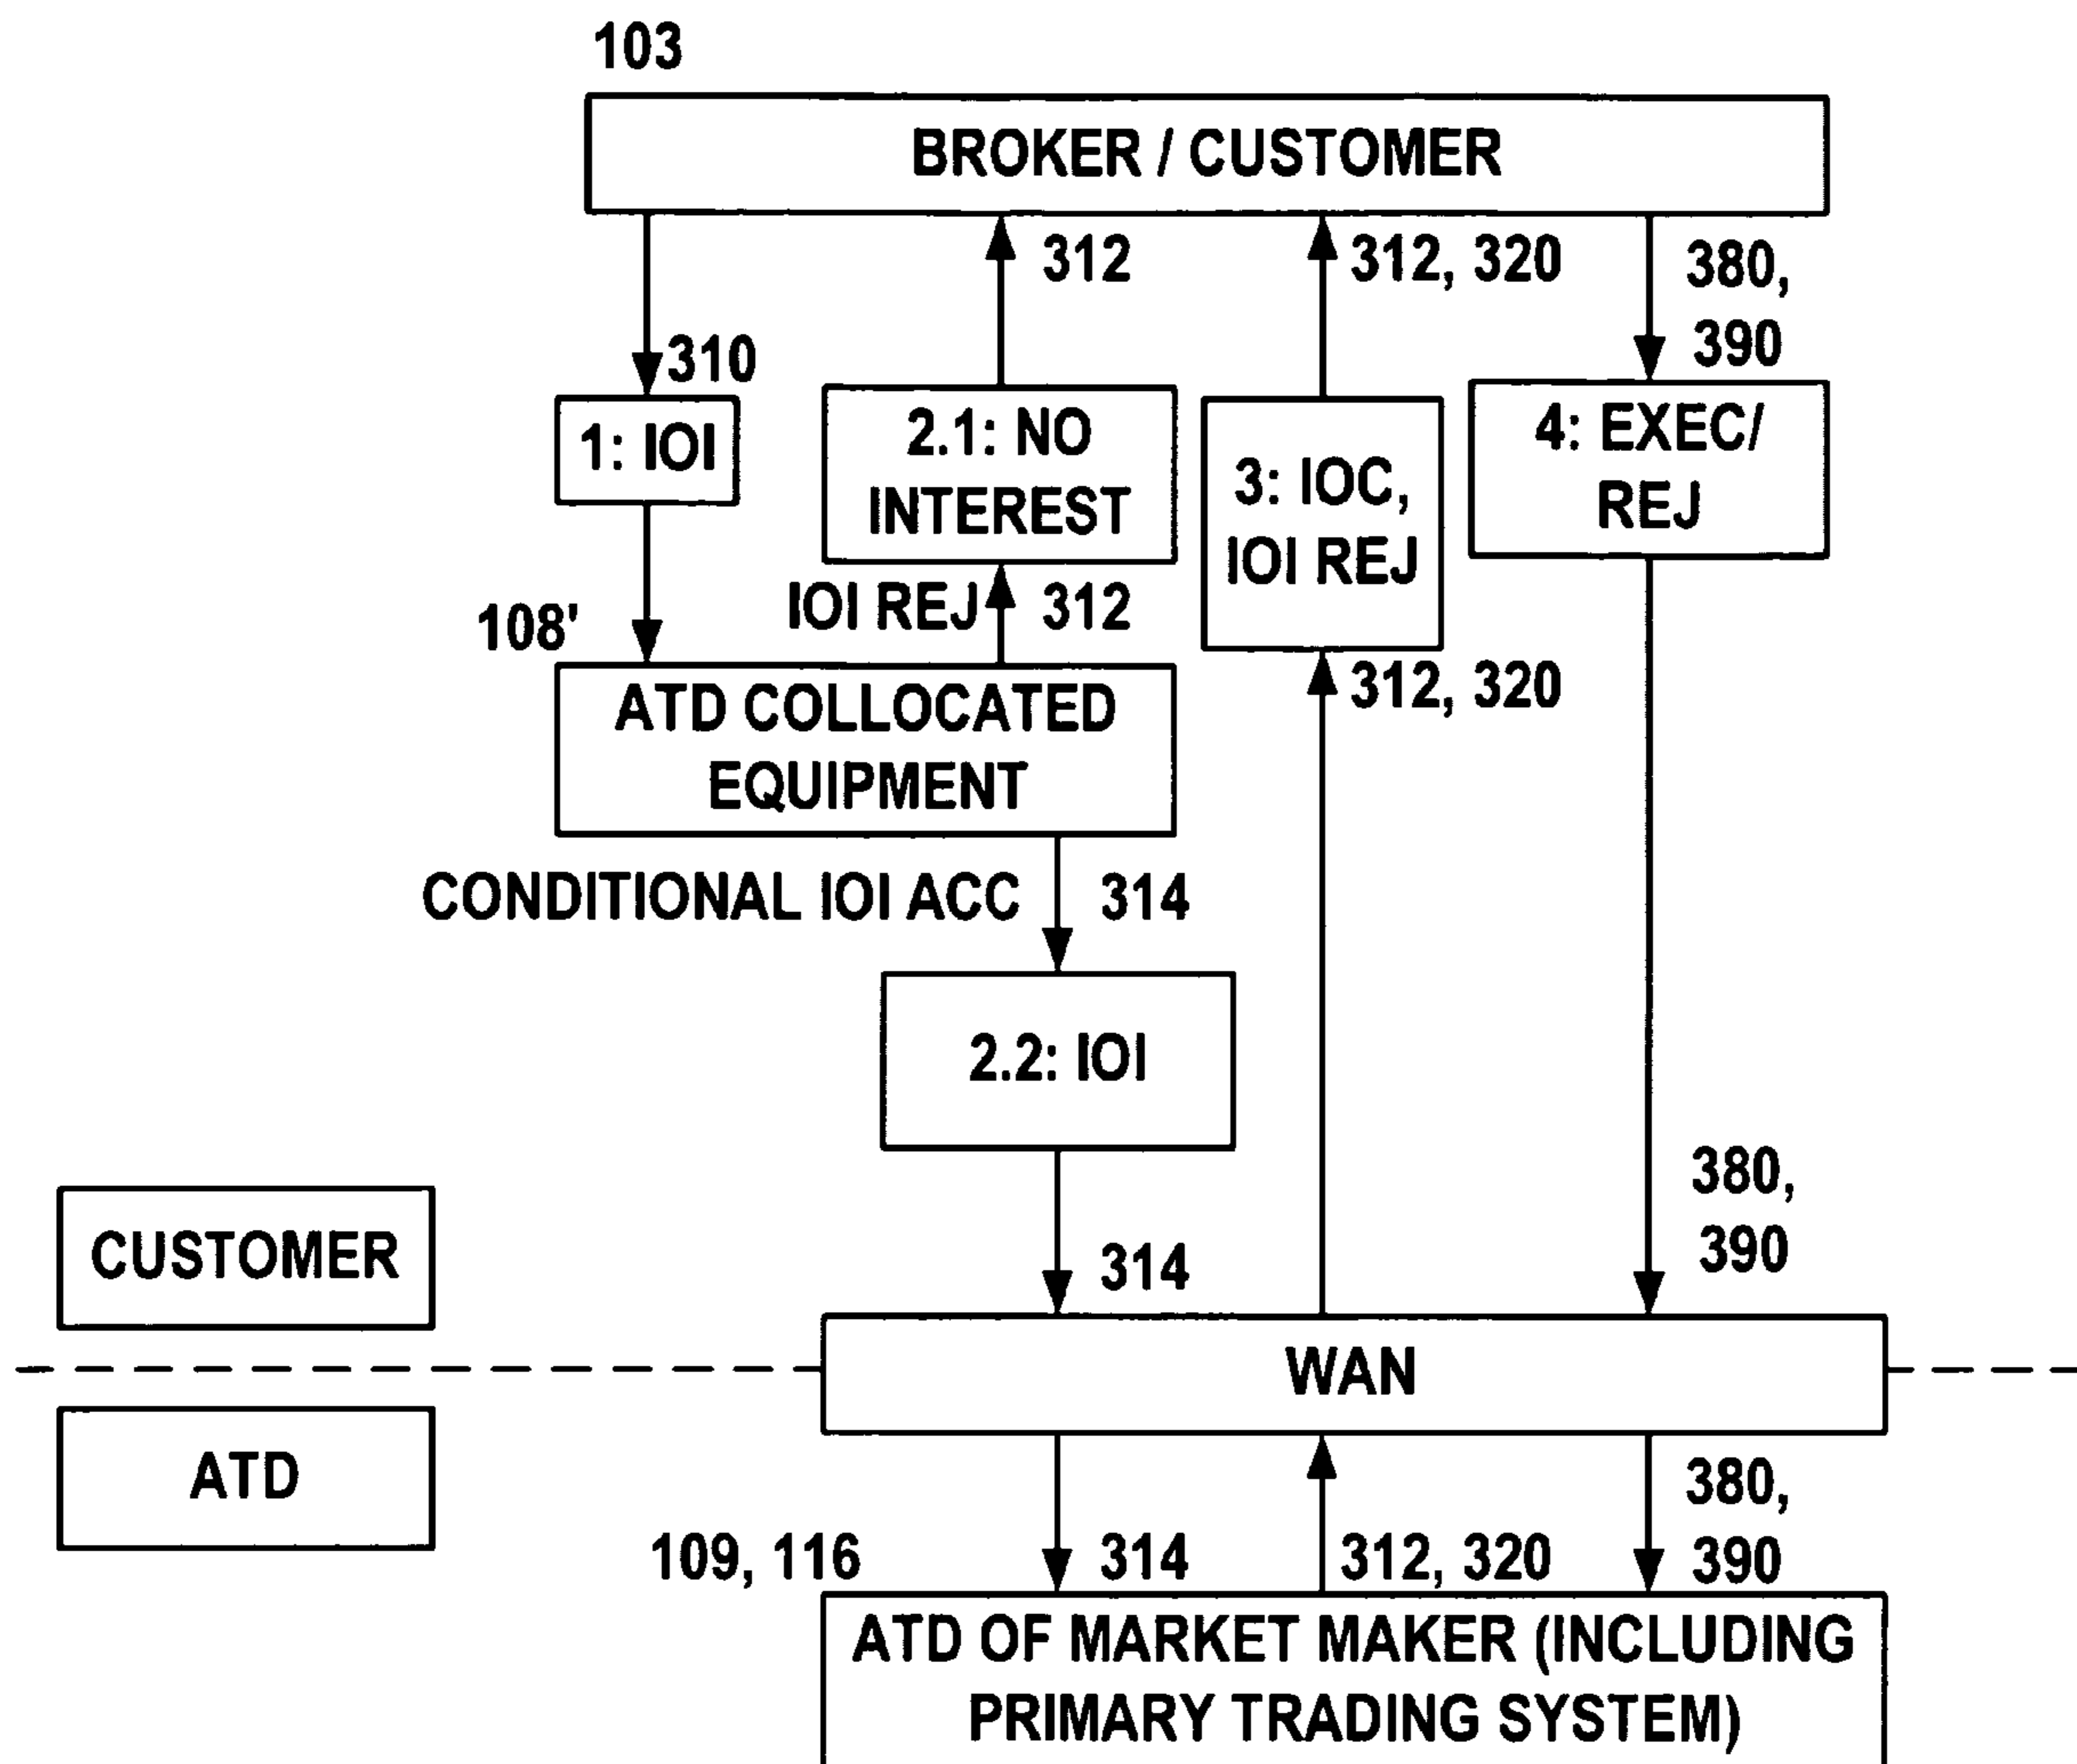 103
BROKER / CUSTOMER
312
312, 320
380,
390
310
1: IOI
2.1: NO
INTEREST
3: IOC,
IOI REJ
4: EXEC/
REJ
IOI REJ
312
108'
312, 320
ATD COLLOCATED
EQUIPMENT
CONDITIONAL IOI ACC
314
2.2: IOI
380,
390
314
CUSTOMER
WAN
ATD
380,
390
109, 116
314
312, 320
ATD OF MARKET MAKER (INCLUDING
PRIMARY TRADING SYSTEM)